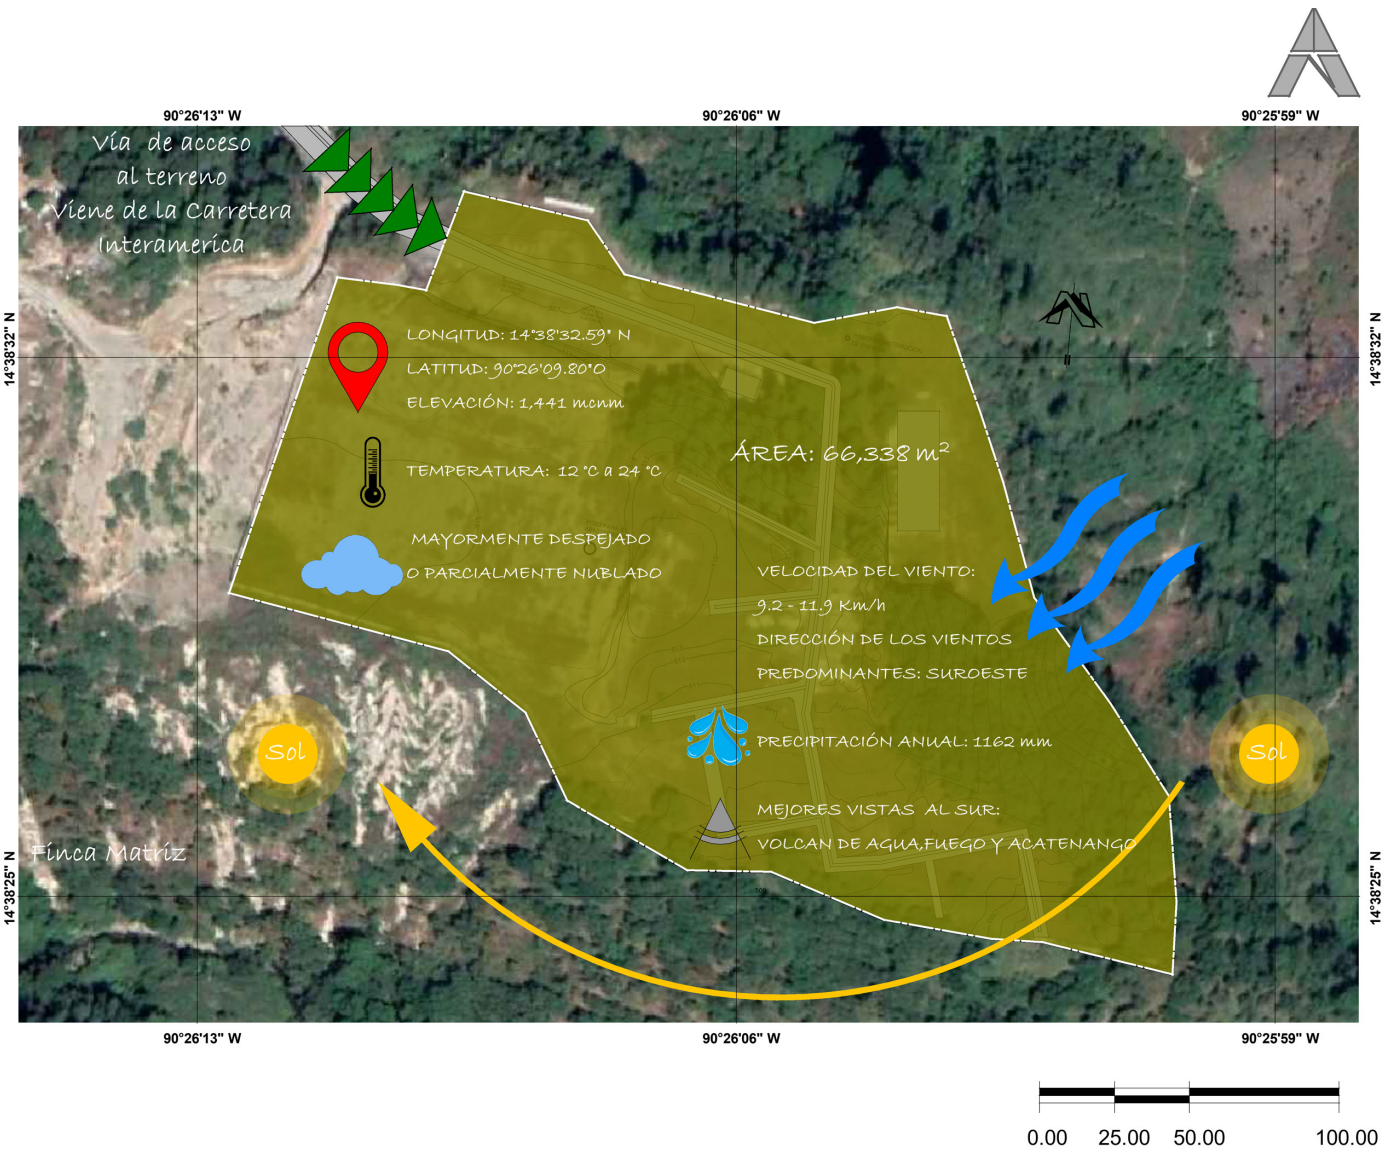 90°26'13" W
90°26'06" W
90°25'59" W
Vía de acceso
al terreno
Viene de la Carretera
Interamerica
14°38'32" N
14°38'32" N
LONGITUD: 14°38'32.59" N
LATITUD: 90°26'09.80"O
ELEVACIÓN: 1,441 mcnm
ÁREA: 66,338 m²
TEMPERATURA: 12 °C a 24 °C
MAYORMENTE DESPEJADO
O PARCIALMENTE NUBLADO
VELOCIDAD DEL VIENTO:
9.2 - 11.9 Km/h
DIRECCIÓN DE LOS VIENTOS
PREDOMINANTES: SUROESTE
Sol
Sol
PRECIPITACIÓN ANUAL: 1162 mm
MEJORES VISTAS AL SUR:
VOLCAN DE AGUA,FUEGO Y ACATENANGO
Finca Matriz
14°38'25" N
14°38'25" N
90°26'13" W
90°26'06" W
90°25'59" W
0.00 25.00 50.00 100.00